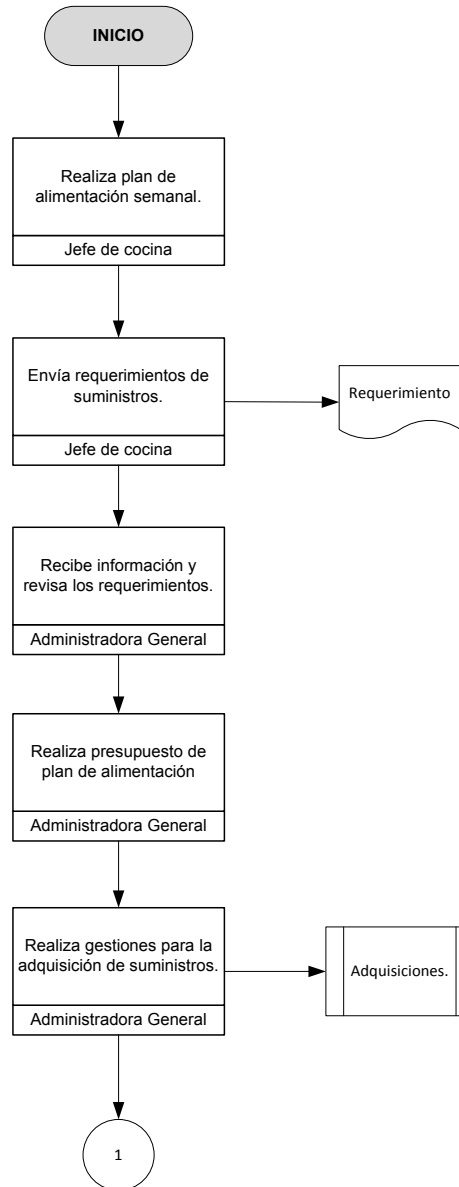 INICIO
Realiza plan de
alimentación semanal.
Jefe de cocina
Envía requerimientos de
suministros.
Jefe de cocina
Requerimiento
Recibe información y
revisa los requerimientos.
Administradora General
Realiza presupuesto de
plan de alimentación
Administradora General
Realiza gestiones para la
adquisición de suministros.
Administradora General
Adquisiciones.
1